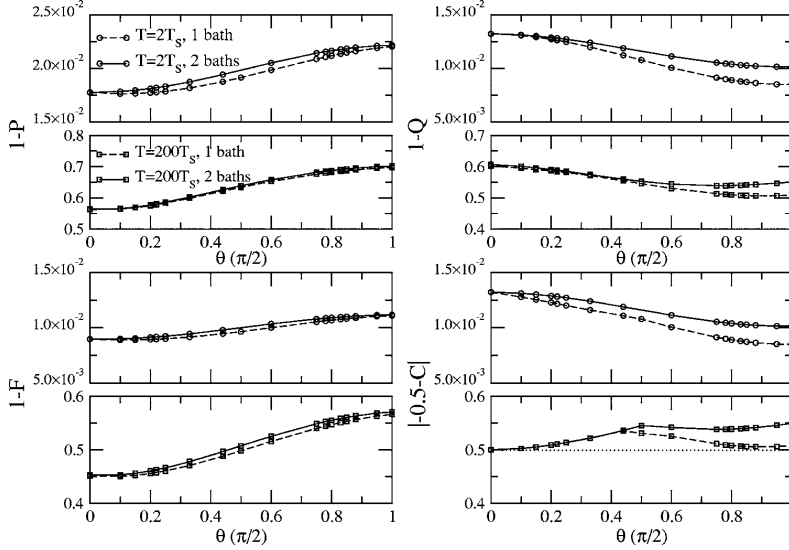 2.5×10⁻²
2.0×10⁻²
1.5×10⁻²
T=2T_S, 1 bath
T=2T_S, 2 baths
1-P
0.8
0.7
0.6
0.5
0.4
T=200T_S, 1 bath
T=200T_S, 2 baths
0 0.2 0.4 0.6 0.8 1
θ (π/2)
1.5×10⁻²
1.0×10⁻²
5.0×10⁻³
1-Q
0.7
0.6
0.5
0.4
0 0.2 0.4 0.6 0.8
θ (π/2)
1.5×10⁻²
1.0×10⁻²
5.0×10⁻³
1-F
0.6
0.5
0.4
0 0.2 0.4 0.6 0.8 1
θ (π/2)
1.5×10⁻²
1.0×10⁻²
5.0×10⁻³
|-0.5-C|
0.6
0.5
0.4
0 0.2 0.4 0.6 0.8
θ (π/2)